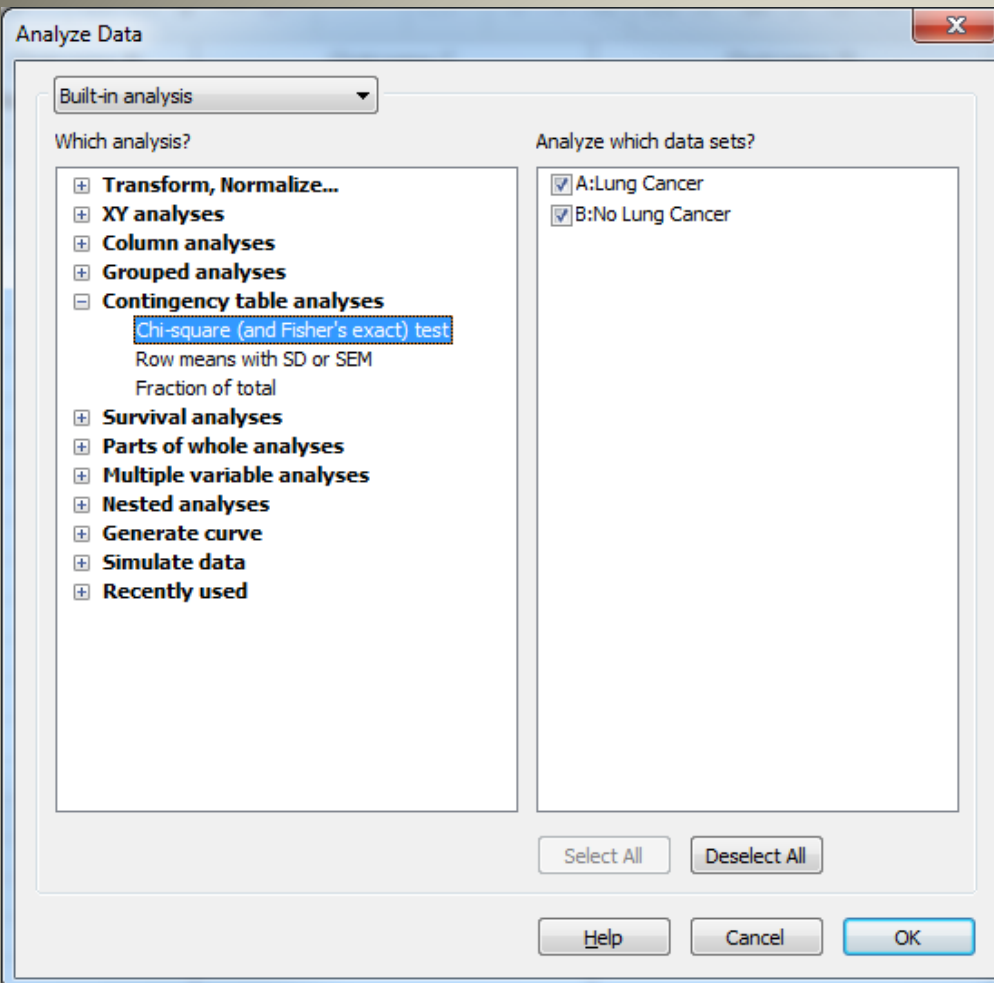 Analyze Data
Built-in analysis
Which analysis?
Transform, Normalize...
XY analyses
Column analyses
Grouped analyses
Contingency table analyses
Chi-square (and Fisher's exact) test
Row means with SD or SEM
Fraction of total
Survival analyses
Parts of whole analyses
Multiple variable analyses
Nested analyses
Generate curve
Simulate data
Recently used
Analyze which data sets?
A:Lung Cancer
B:No Lung Cancer
Select All
Deselect All
Help
Cancel
OK